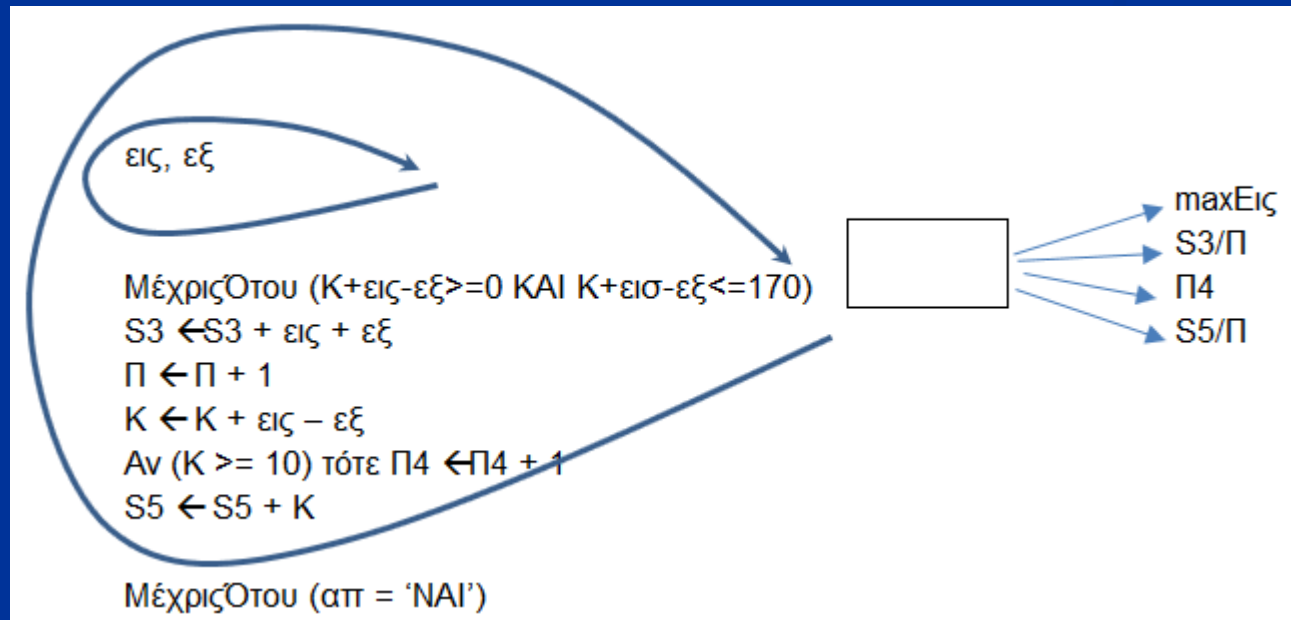 εις, εξ
ΜέχριςΌτου (Κ+εις-εξ>=0 ΚΑΙ Κ+εισ-εξ<=170)
S3 ←S3 + εις + εξ
Π ← Π + 1
Κ ← Κ + εις – εξ
Αν (Κ >= 10) τότε Π4 ←Π4 + 1
S5 ← S5 + Κ
ΜέχριςΌτου (απ = ‘ΝΑΙ’)
maxΕις
S3/Π
Π4
S5/Π